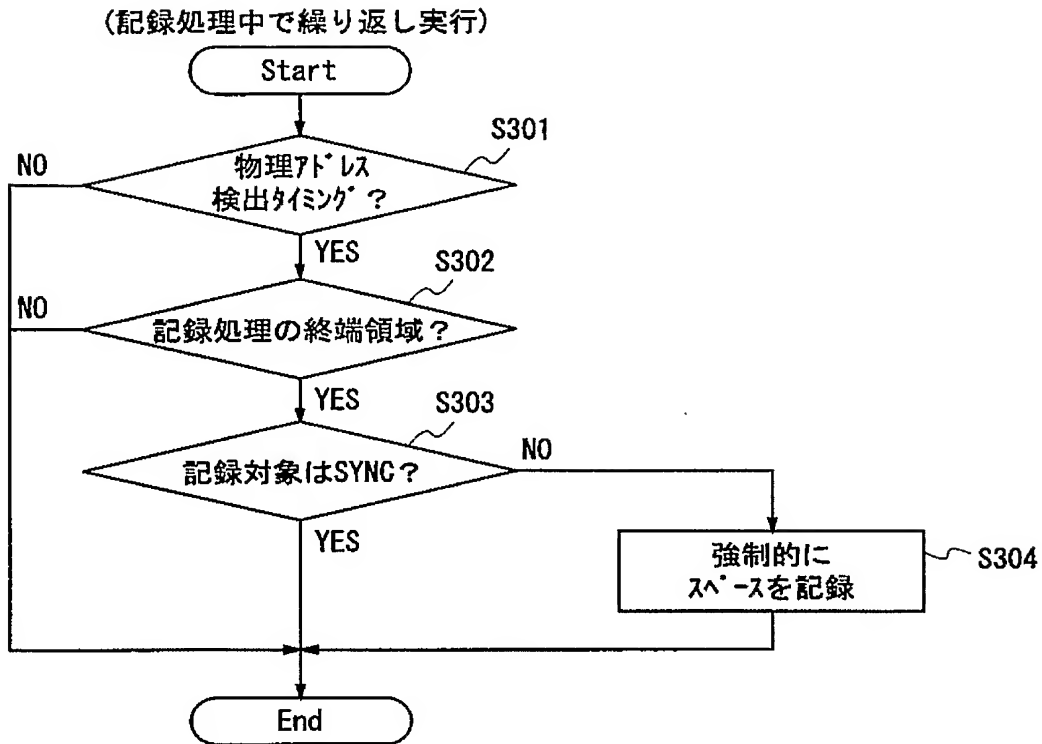 (記録処理中で繰り返し実行)
Start
S301
NO
物理ｱﾄﾞﾚｽ
検出ﾀｲﾐﾝｸﾞ？
YES
S302
NO
記録処理の終端領域？
YES
S303
記録対象はSYNC？
NO
YES
強制的に
ｽﾍﾟｰｽを記録
S304
End